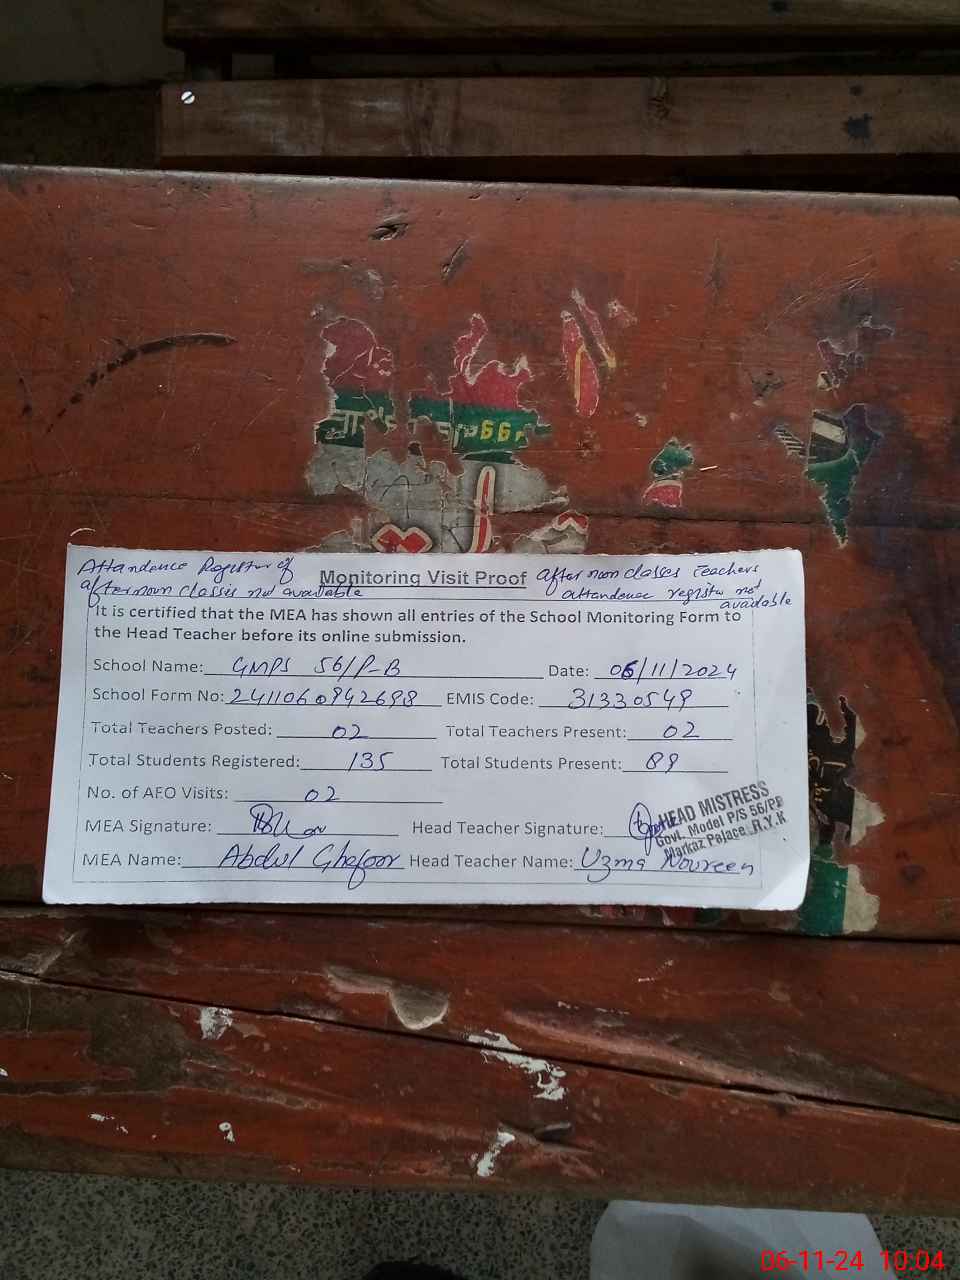 Attandence Register of
afternoon classes not available
Monitoring Visit Proof
after noon classes teachers
attandence register not
available
It is certified that the MEA has shown all entries of the School Monitoring Form to
the Head Teacher before its online submission.
School Name: GMPS 56/P-B Date: 06/11/2024
School Form No: 2411060942698 EMIS Code: 31330549
Total Teachers Posted: 02 Total Teachers Present: 02
Total Students Registered: 135 Total Students Present: 89
No. of AEO Visits: 02
MEA Signature: Head Teacher Signature:
HEAD MISTRESS
Govt. Model P/S 56/PB
Markaz Palace R.Y.K
MEA Name: Abdul Ghafoor Head Teacher Name: Uzma Noureen
06-11-24 10:04